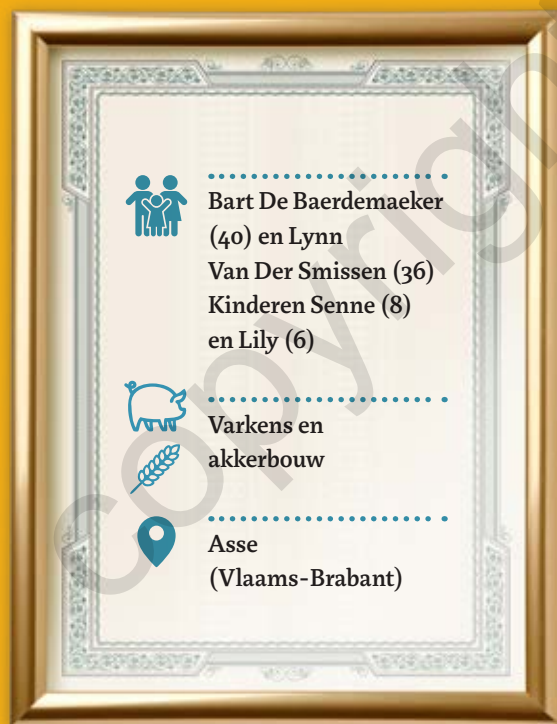 Bart De Baerdemaeker
(40) en Lynn
Van Der Smissen (36)
Kinderen Senne (8)
en Lily (6)
Varkens en
akkerbouw
Asse
(Vlaams-Brabant)
copyright